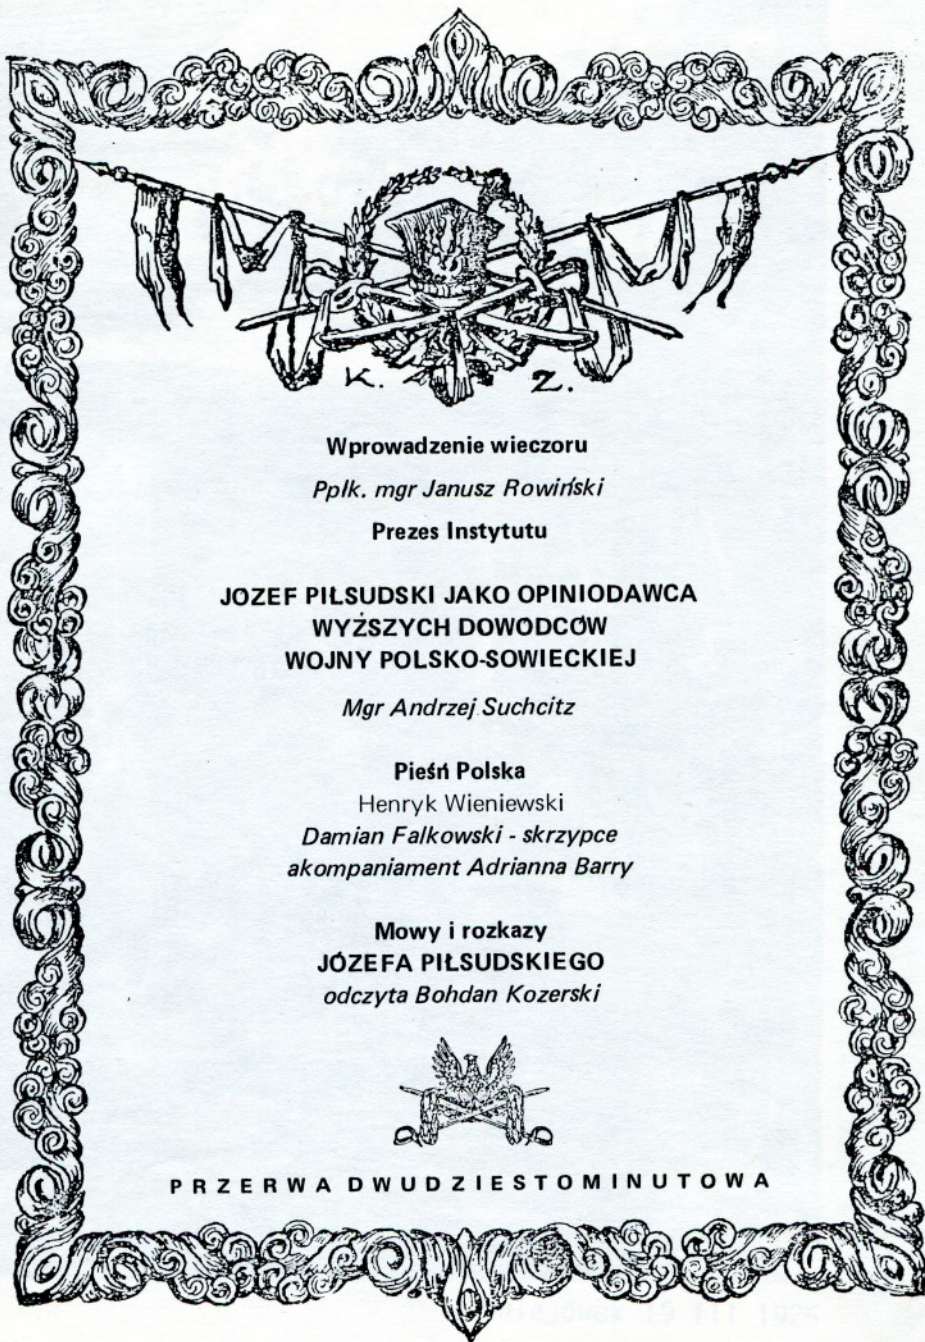 K. Z.
Wprowadzenie wieczoru
Ppłk. mgr Janusz Rowiński
Prezes Instytutu
JOZEF PIŁSUDSKI JAKO OPINIODAWCA
WYŻSZYCH DOWODCÓW
WOJNY POLSKO-SOWIECKIEJ
Mgr Andrzej Suchcitz
Pieśń Polska
Henryk Wieniewski
Damian Falkowski - skrzypce
akompaniament Adrianna Barry
Mowy i rozkazy
JÓZEFA PIŁSUDSKIEGO
odczyta Bohdan Kozerski
PRZERWA DWUDZIESTOMINUTOWA